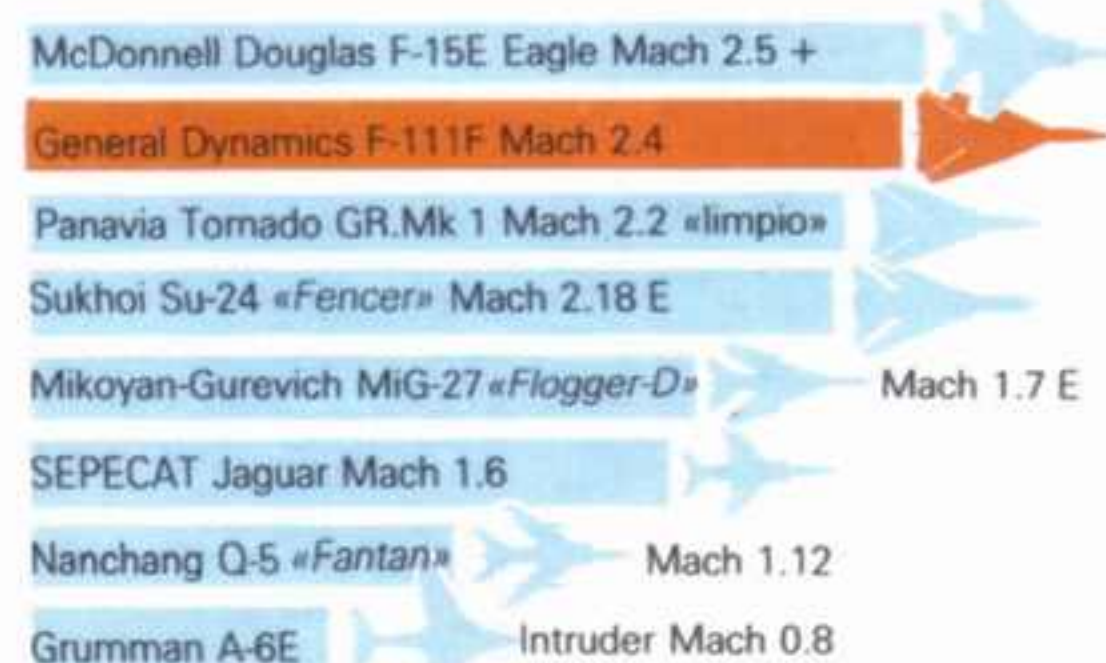 McDonnell Douglas F-15E Eagle Mach 2.5 +
General Dynamics F-111F Mach 2.4
Panavia Tornado GR.Mk 1 Mach 2.2 «limpio»
Sukhoi Su-24 «Fencer» Mach 2.18 E
Mikoyan-Gurevich MiG-27 «Flogger-D» Mach 1.7 E
SEPECAT Jaguar Mach 1.6
Nanchang Q-5 «Fantan» Mach 1.12
Grumman A-6E Intruder Mach 0.8